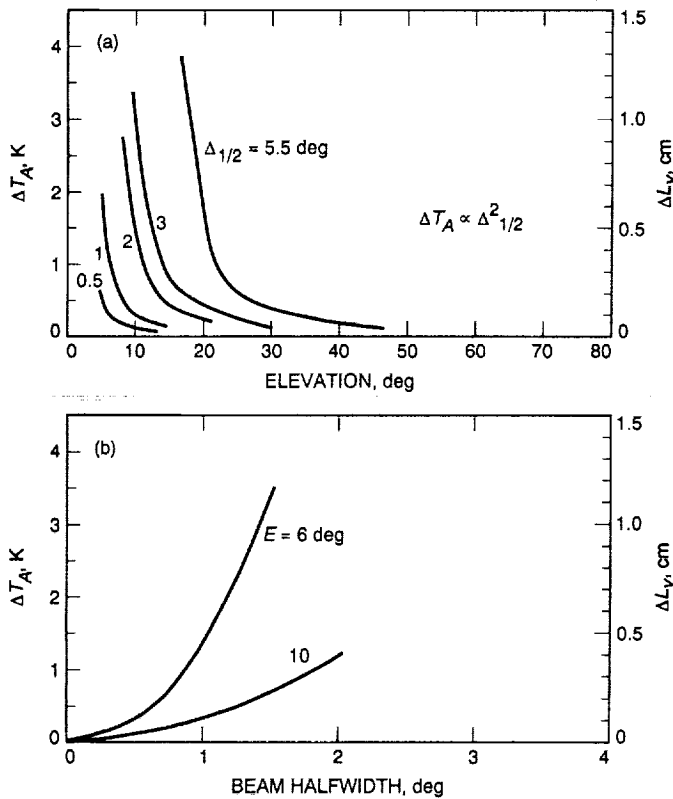 (a)
4
3
2
1
0
ΔT_A, K
1.5
1.0
0.5
0
ΔL_v, cm
Δ_1/2 = 5.5 deg
3
2
1
0.5
ΔT_A ∝ Δ²_1/2
0 10 20 30 40 50 60 70 80
ELEVATION, deg
(b)
4
3
2
1
0
ΔT_A, K
1.5
1.0
0.5
0
ΔL_v, cm
E = 6 deg
10
0 1 2 3 4
BEAM HALFWIDTH, deg